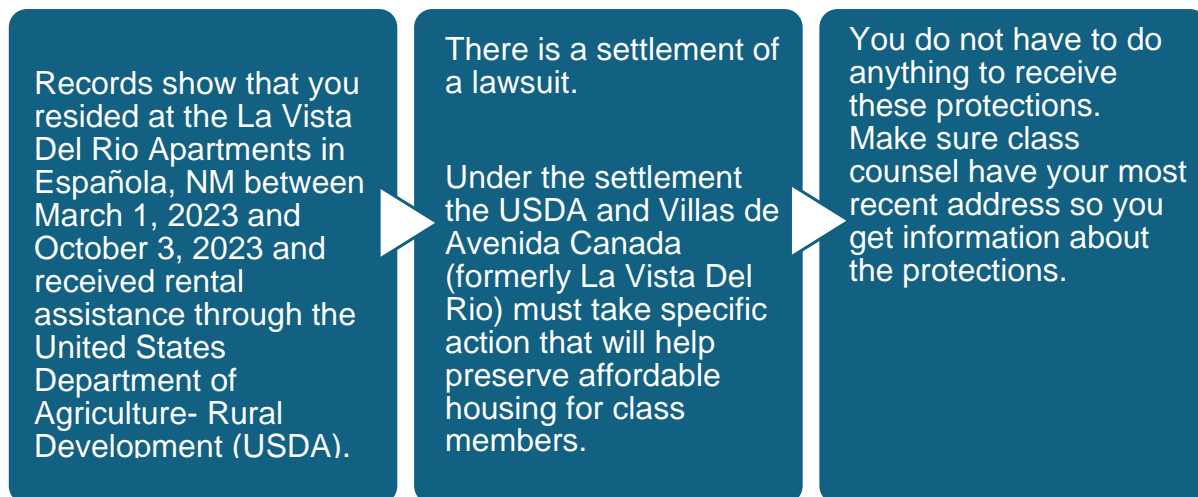 Records show that you
resided at the La Vista
Del Rio Apartments in
Española, NM between
March 1, 2023 and
October 3, 2023 and
received rental
assistance through the
United States
Department of
Agriculture- Rural
Development (USDA).
There is a settlement of
a lawsuit.
Under the settlement
the USDA and Villas de
Avenida Canada
(formerly La Vista Del
Rio) must take specific
action that will help
preserve affordable
housing for class
members.
You do not have to do
anything to receive
these protections.
Make sure class
counsel have your most
recent address so you
get information about
the protections.